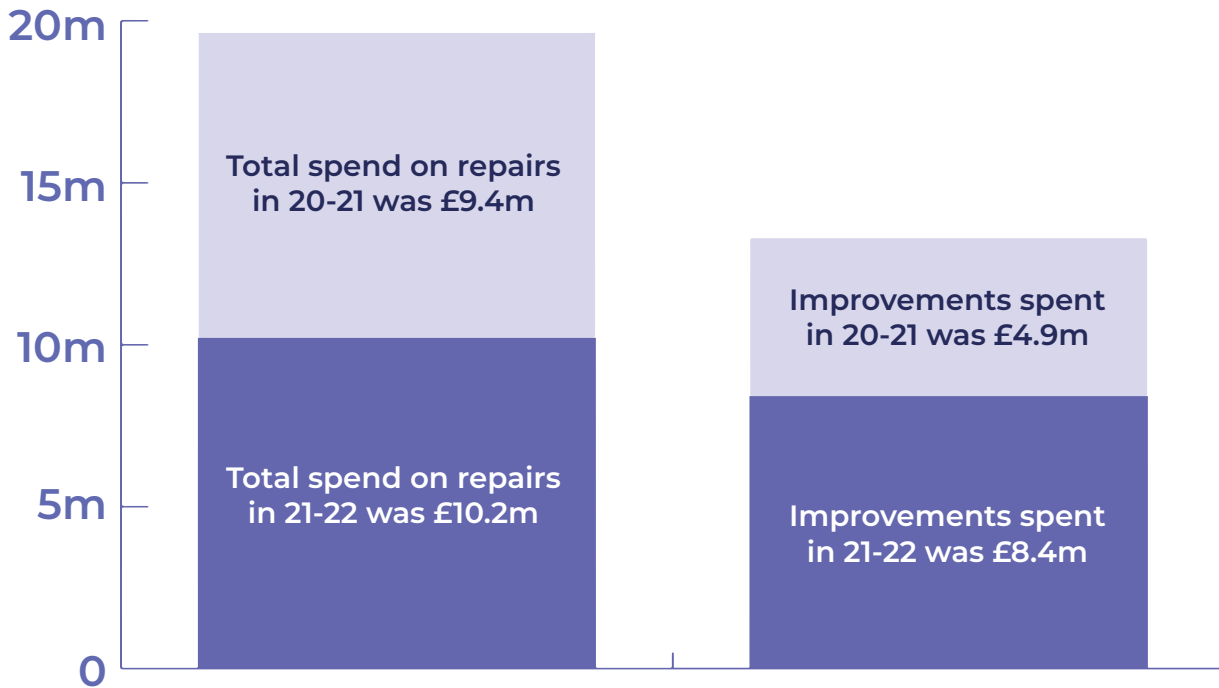 20m
15m
10m
5m
0
Total spend on repairs
in 20-21 was £9.4m
Total spend on repairs
in 21-22 was £10.2m
Improvements spent
in 20-21 was £4.9m
Improvements spent
in 21-22 was £8.4m